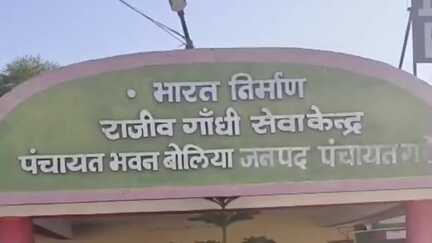 • भारत निर्माण
राजीव गाँधी सेवा केन्द्र
पंचायत भवन बोलिया जनपद पंचायत ग